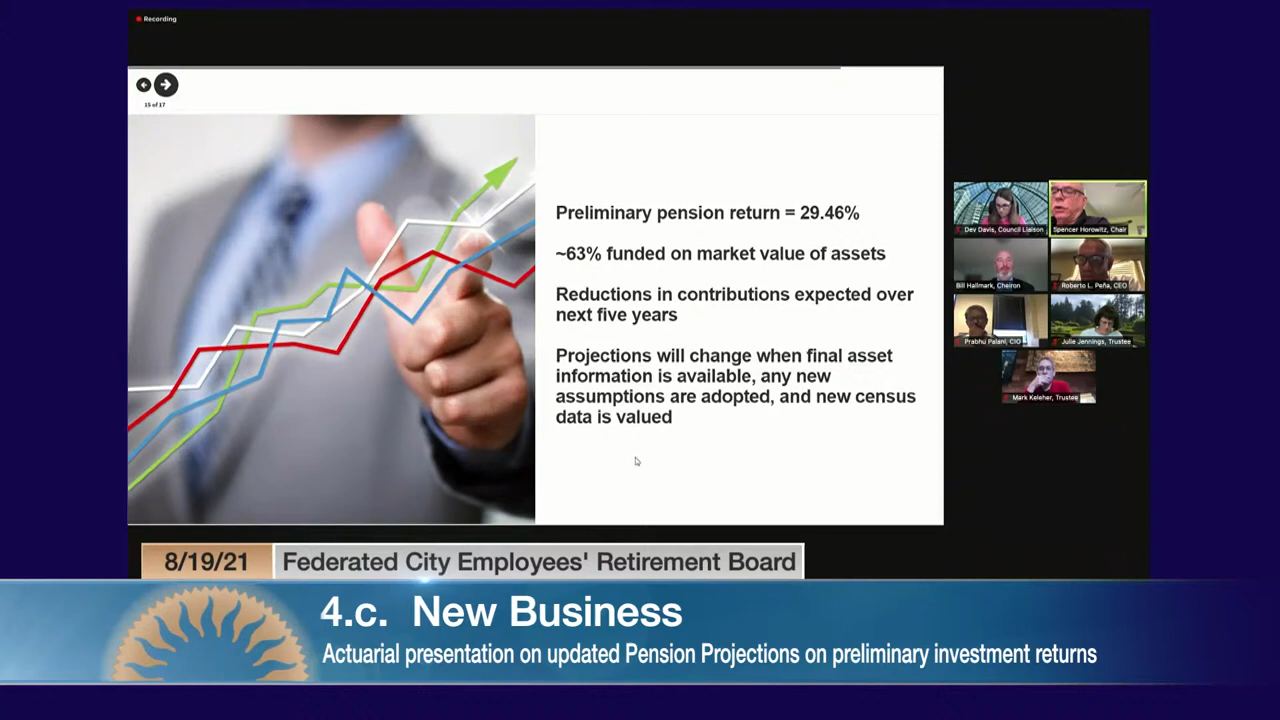 Recording
15 of 17
Preliminary pension return = 29.46%
~63% funded on market value of assets
Reductions in contributions expected over
next five years
Projections will change when final asset
information is available, any new
assumptions are adopted, and new census
data is valued
Dev Davis, Council Liaison
Spencer Horowitz, Chair
Bill Hallmark, Cheiron
Roberto L. Peña, CEO
Prabhu Palani, CIO
Julie Jennings, Trustee
Mark Keleher, Trustee
8/19/21
Federated City Employees' Retirement Board
4.c. New Business
Actuarial presentation on updated Pension Projections on preliminary investment returns